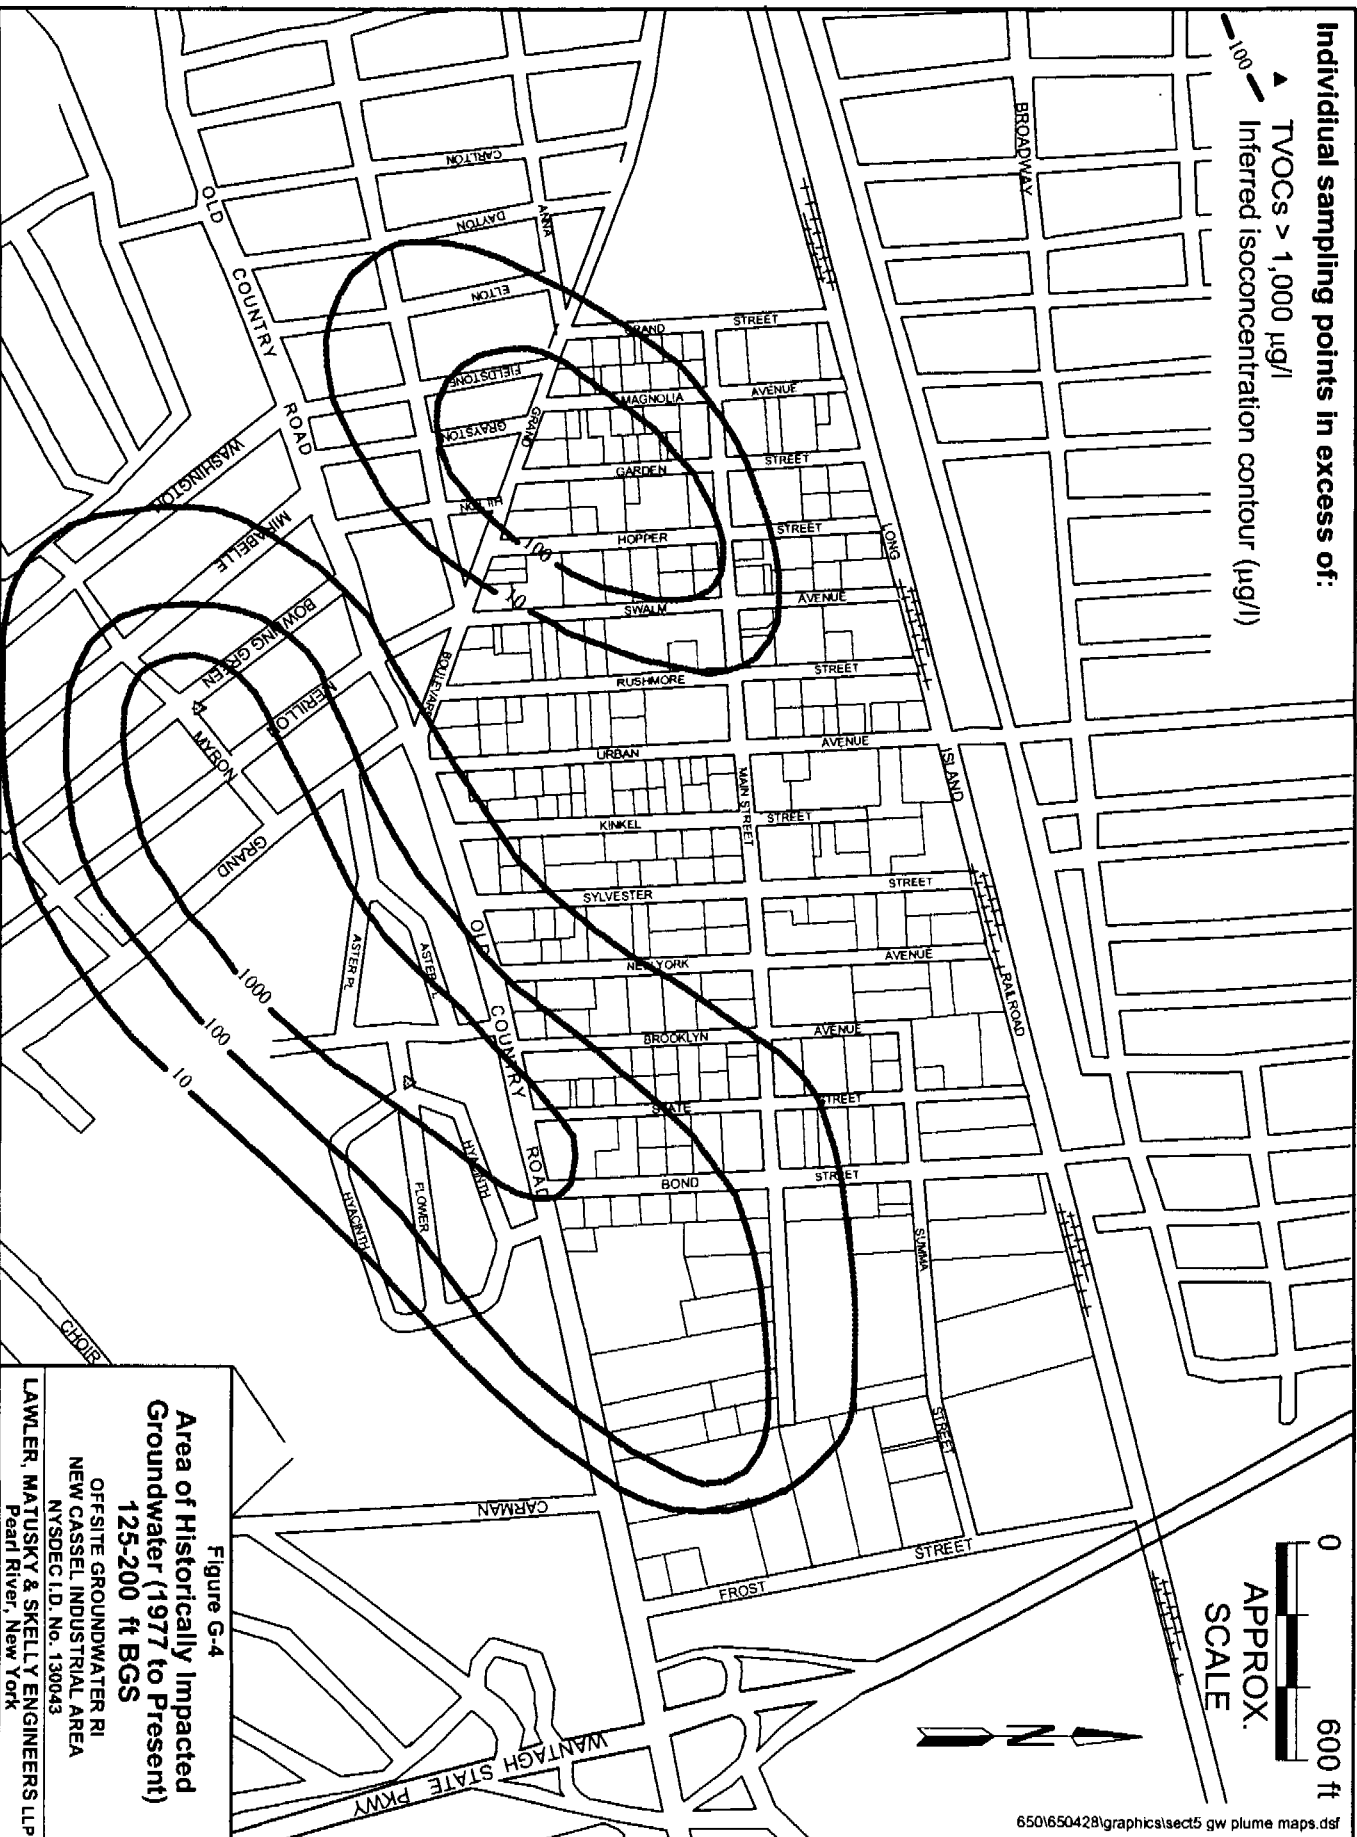 Individiual sampling points in excess of:
▲ TVOCs > 1,000 µg/l
100 Inferred isoconcentration contour (µg/l)
0 600 ft
APPROX.
SCALE
N
650\650428\graphics\sect5 gw plume maps.dsf
BROADWAY
LONG
ISLAND
RAILROAD
STREET
AVENUE
STREET
STREET
AVENUE
STREET
AVENUE
STREET
STREET
AVENUE
AVENUE
STREET
STREET
SUMMA
STREET
MAIN STREET
GRAND
MAGNOLIA
GARDEN
HOPPER
SWALM
RUSHMORE
URBAN
KINKEL
SYLVESTER
NEW YORK
BROOKLYN
STATE
BOND
FROST
STREET
CARLTON
DAYTON
ANNA
ELTON
FIELDSTONE
GRAYSTON
HILTON
GRAND
BOULEVARD
OLD
COUNTRY
ROAD
OLD
COUNTRY
ROAD
WASHINGTON
MIRABELLE
BOWLING GREEN
MERILLON
MYRON
GRAND
ASTER PL
ASTER
HYACINTH
FLOWER
HYACINTH
CHOIR
CARMAN
WANTAGH STATE PKWY
100
10
1000
100
10
Figure G-4
Area of Historically Impacted
Groundwater (1977 to Present)
125-200 ft BGS
OFFSITE GROUNDWATER RI
NEW CASSEL INDUSTRIAL AREA
NYSDEC I.D. No. 130043
LAWLER, MATUSKY & SKELLY ENGINEERS LLP
Pearl River, New York